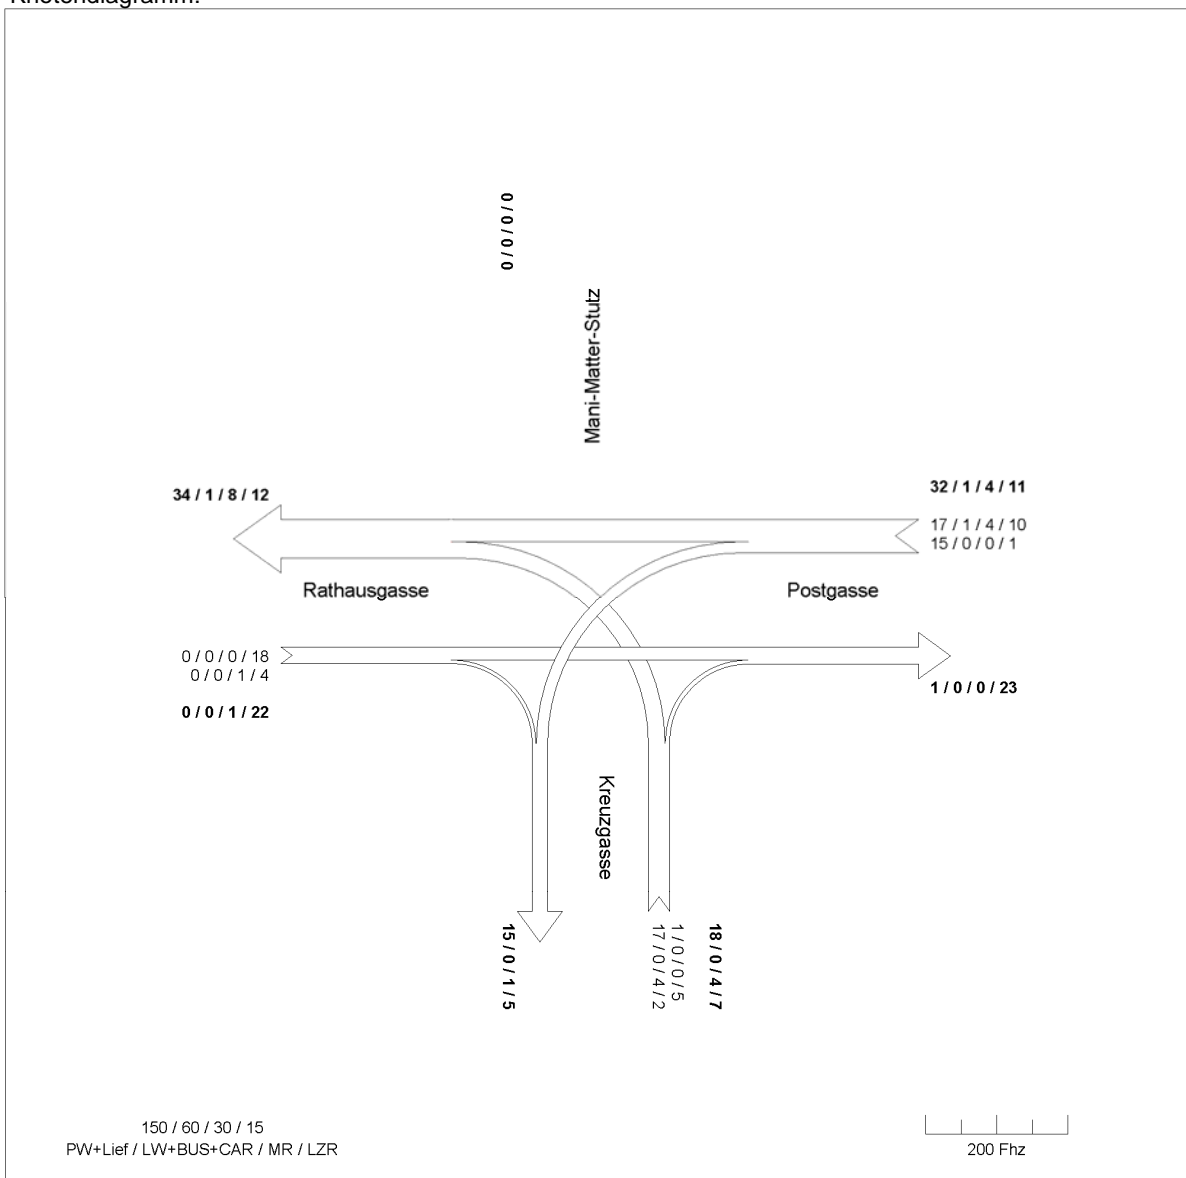 Knotendiagramm:
0 / 0 / 0 / 0
Mani-Matter-Stutz
34 / 1 / 8 / 12
32 / 1 / 4 / 11
17 / 1 / 4 / 10
15 / 0 / 0 / 1
Rathausgasse
Postgasse
0 / 0 / 0 / 18
0 / 0 / 1 / 4
0 / 0 / 1 / 22
1 / 0 / 0 / 23
Kreuzgasse
15 / 0 / 1 / 5
17 / 0 / 4 / 2
1 / 0 / 0 / 5
18 / 0 / 4 / 7
150 / 60 / 30 / 15
PW+Lief / LW+BUS+CAR / MR / LZR
200 Fhz